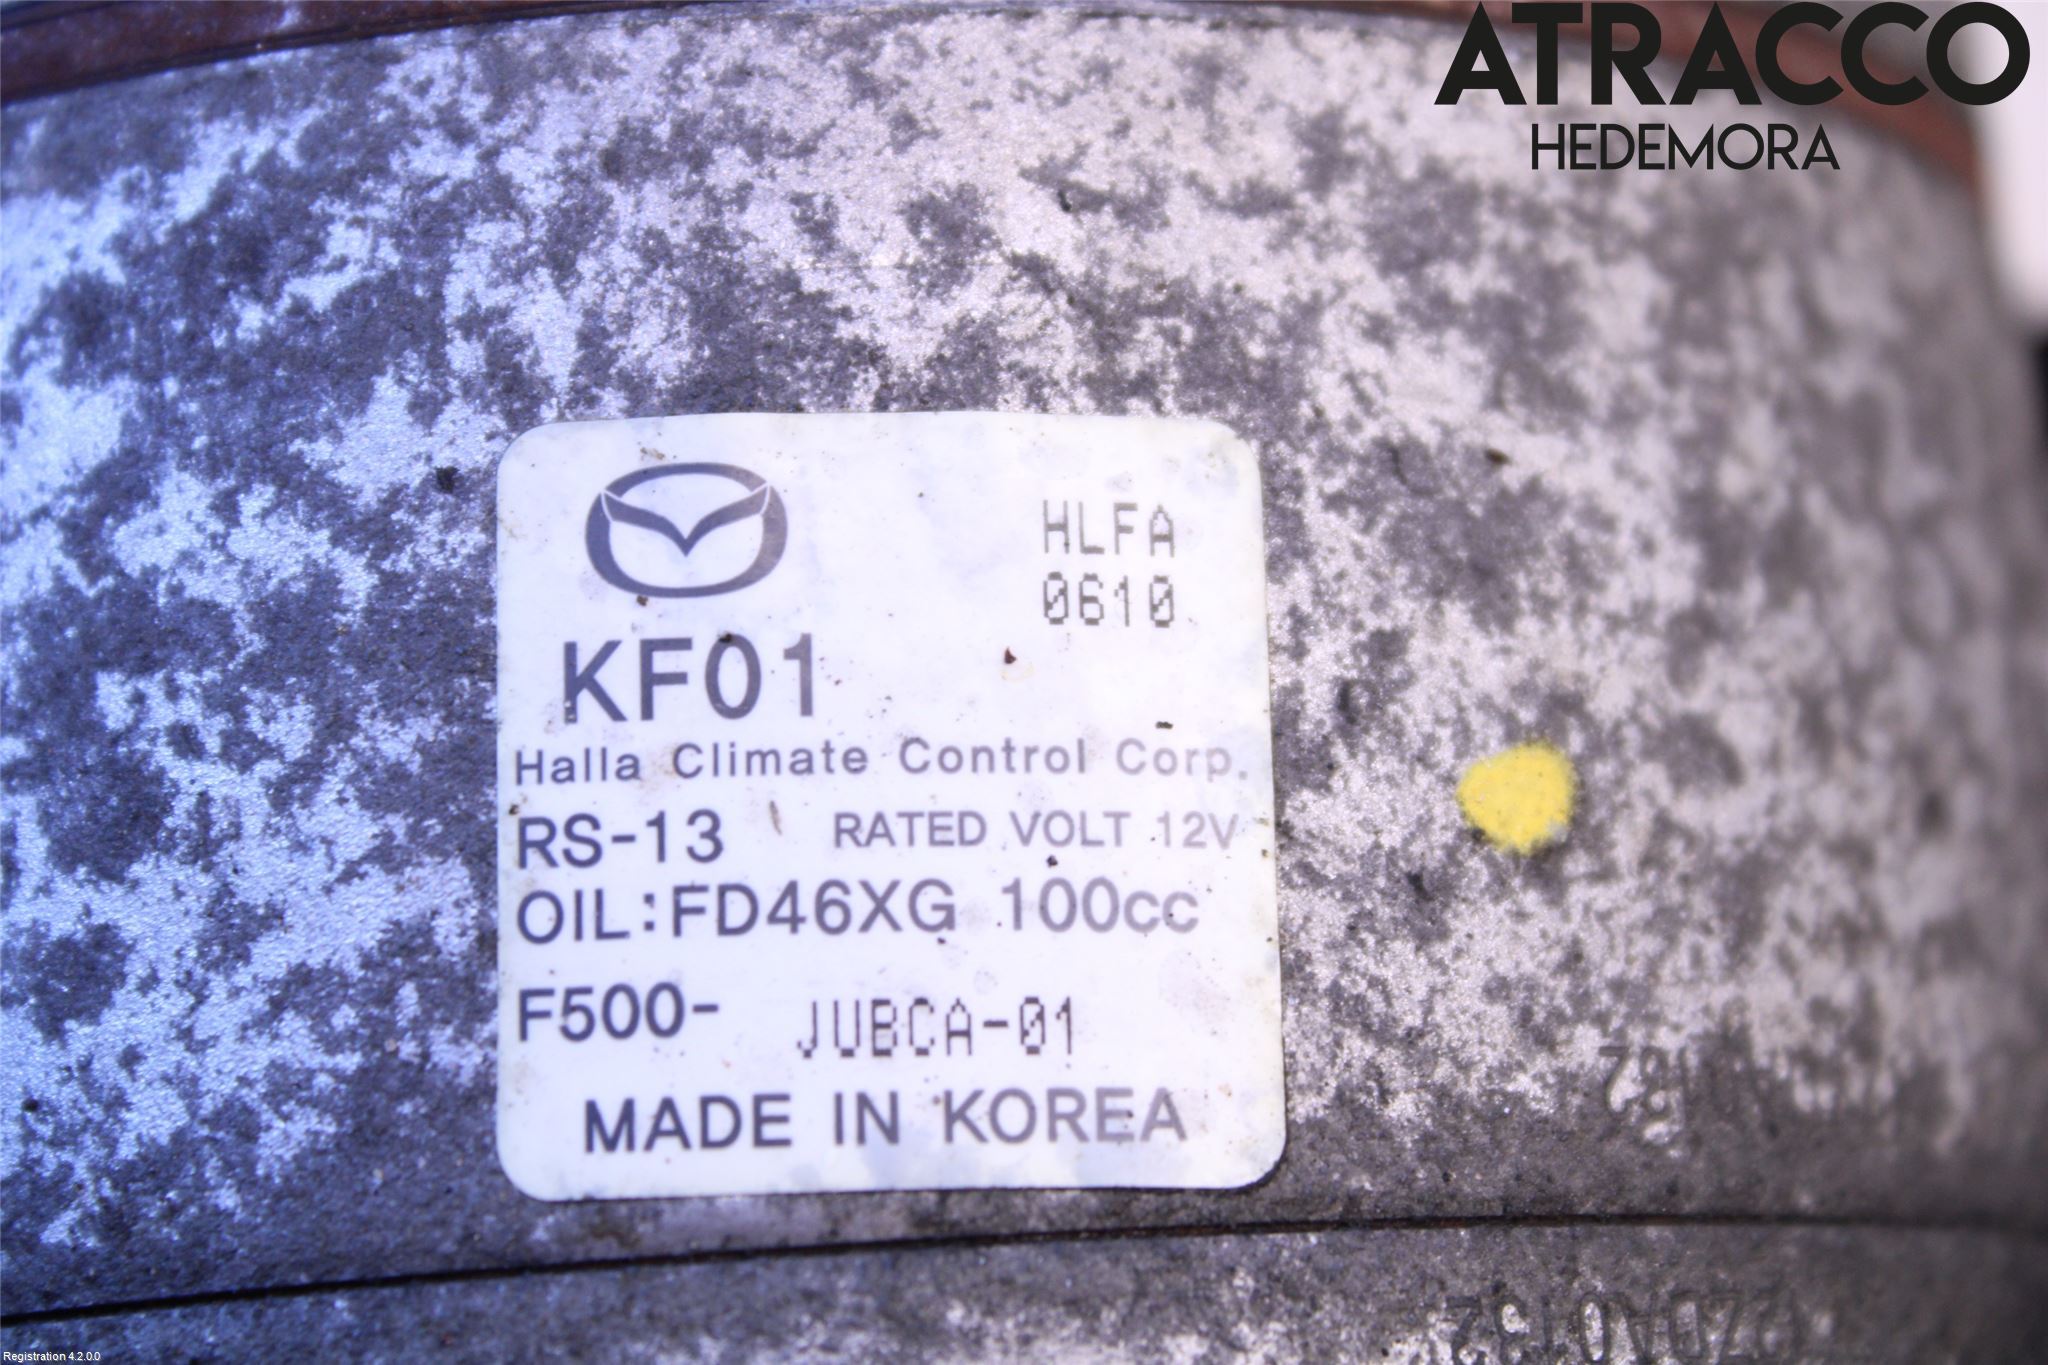 ATRACCO
HEDEMORA
HLFA
0610
KF01
Halla Climate Control Corp.
RS-13 RATED VOLT 12V
OIL:FD46XG 100cc
F500- JUBCA-01
MADE IN KOREA
Registration 4.2.0.0